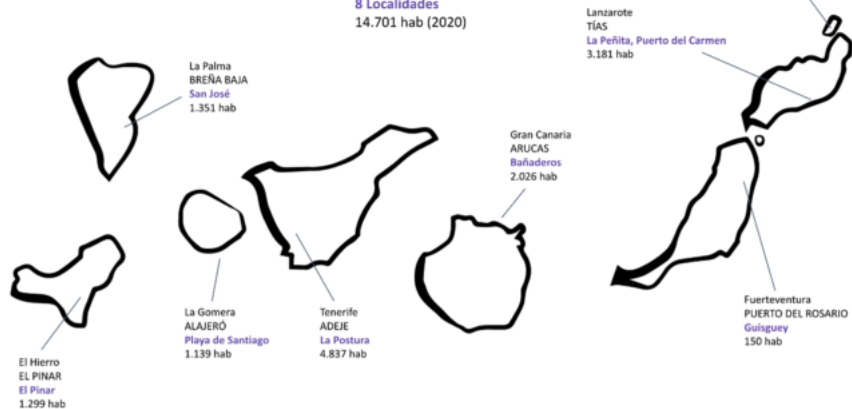 8 Localidades
14.701 hab (2020)
Lanzarote
TÍAS
La Peñita, Puerto del Carmen
3.181 hab
La Palma
BREÑA BAJA
San José
1.351 hab
Gran Canaria
ARUCAS
Bañaderos
2.026 hab
La Gomera
ALAJERÓ
Playa de Santiago
1.139 hab
Tenerife
ADEJE
La Postura
4.837 hab
Fuerteventura
PUERTO DEL ROSARIO
Guisguey
150 hab
El Hierro
EL PINAR
El Pinar
1.299 hab